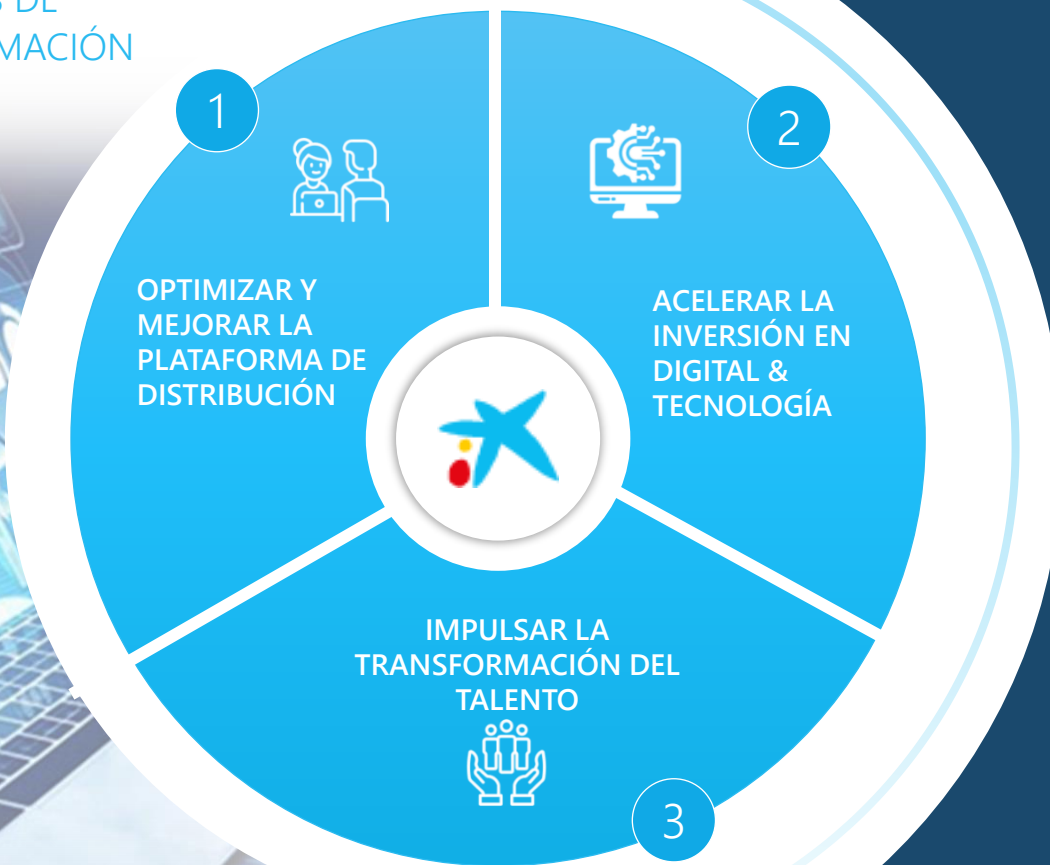 DE
MACIÓN
1
OPTIMIZAR Y
MEJORAR LA
PLATAFORMA DE
DISTRIBUCIÓN
2
ACELERAR LA
INVERSIÓN EN
DIGITAL &
TECNOLOGÍA
IMPULSAR LA
TRANSFORMACIÓN DEL
TALENTO
3